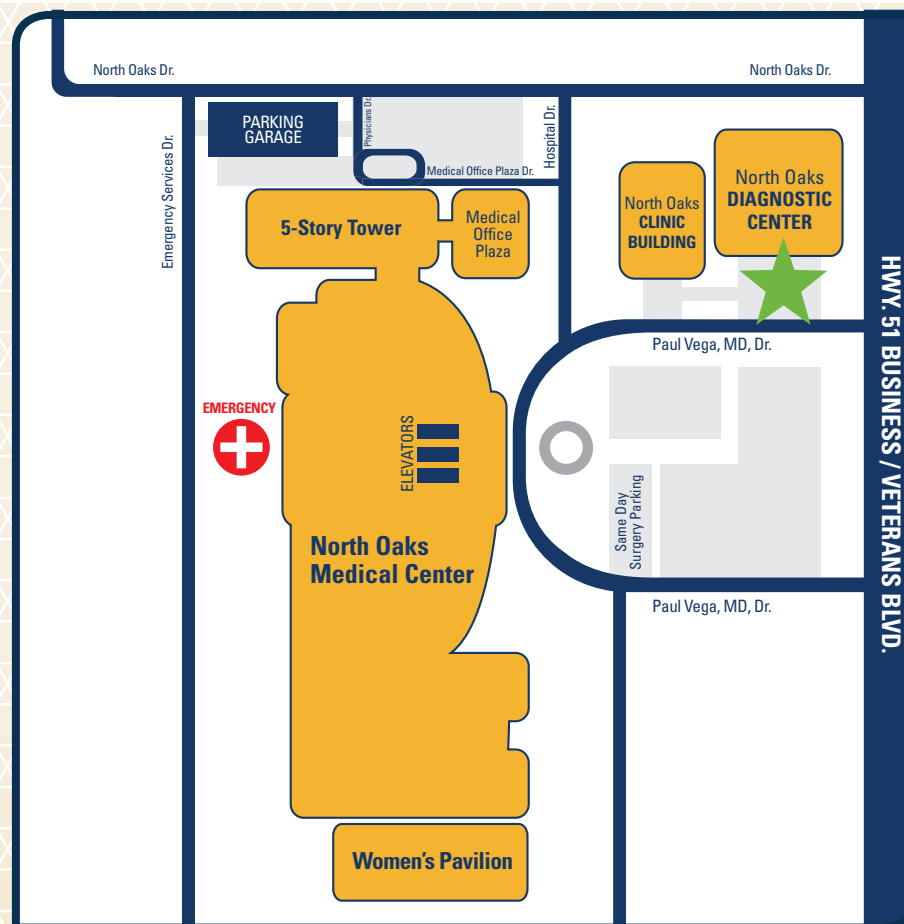 North Oaks Dr.
North Oaks Dr.
PARKING
GARAGE
Physicians Dr.
Hospital Dr.
Emergency Services Dr.
Medical Office Plaza Dr.
5-Story Tower
Medical
Office
Plaza
North Oaks
CLINIC
BUILDING
North Oaks
DIAGNOSTIC
CENTER
HWY. 51 BUSINESS / VETERANS BLVD.
Paul Vega, MD, Dr.
EMERGENCY
ELEVATORS
Same Day
Surgery Parking
North Oaks
Medical Center
Paul Vega, MD, Dr.
Women's Pavilion